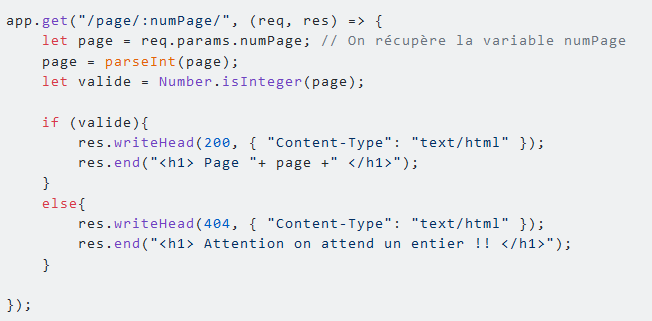 app.get("/page/:numPage/", (req, res) => {
    let page = req.params.numPage; // On récupère la variable numPage
    page = parseInt(page);
    let valide = Number.isInteger(page);

    if (valide){
        res.writeHead(200, { "Content-Type": "text/html" });
        res.end("<h1> Page "+ page +" </h1>");
    }
    else{
        res.writeHead(404, { "Content-Type": "text/html" });
        res.end("<h1> Attention on attend un entier !! </h1>");
    }

});